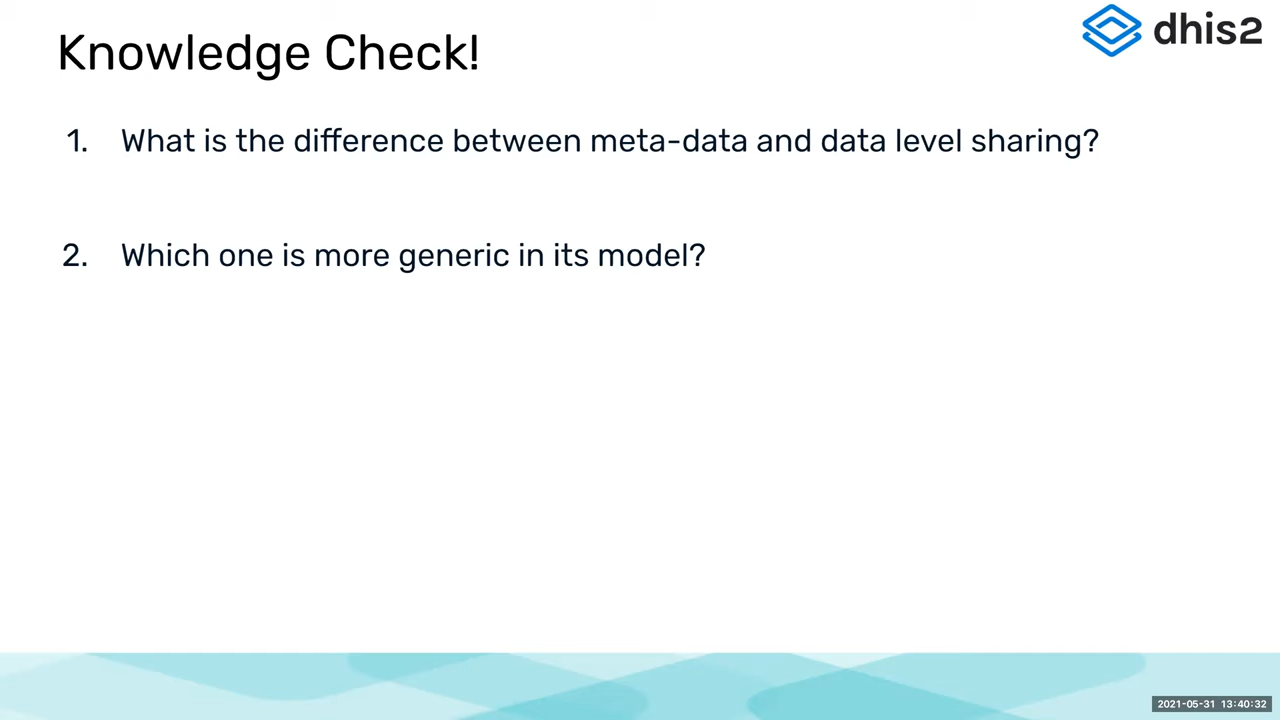 Knowledge Check!
dhis2
1. What is the difference between meta-data and data level sharing?
2. Which one is more generic in its model?
2021-05-31 13:40:32